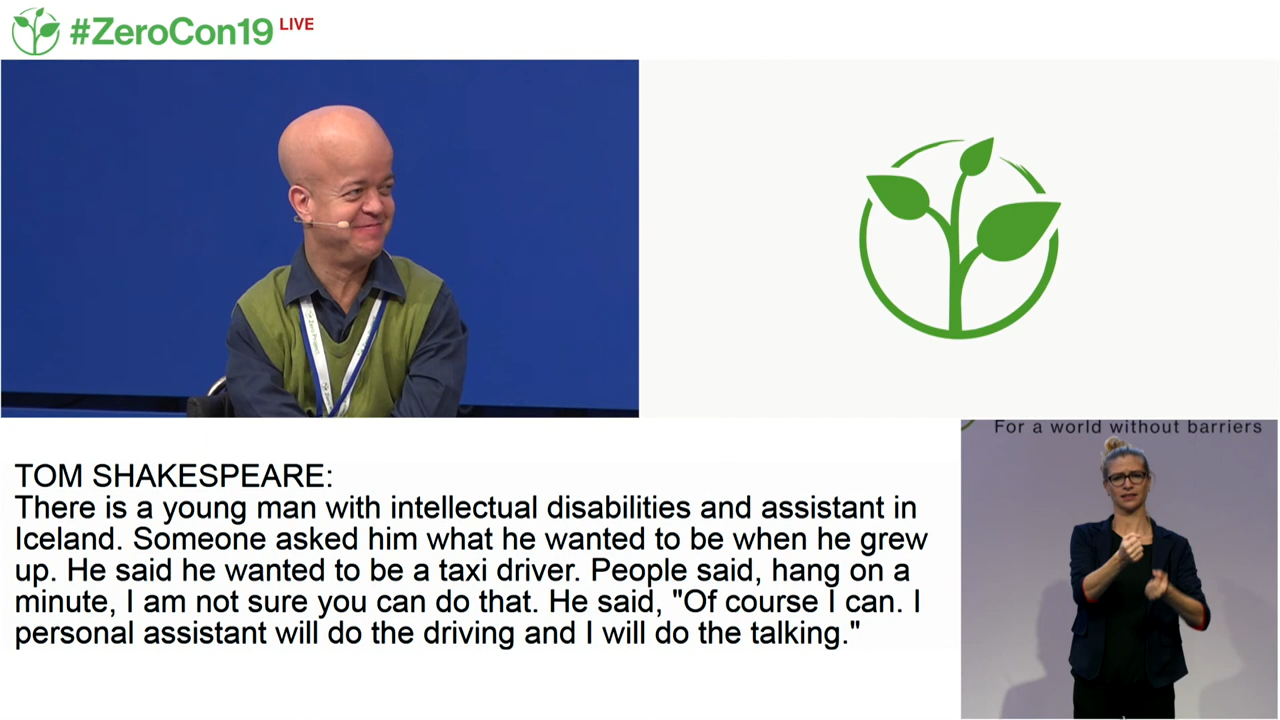 #ZeroCon19 LIVE
For a world without barriers
TOM SHAKESPEARE:
There is a young man with intellectual disabilities and assistant in
Iceland. Someone asked him what he wanted to be when he grew
up. He said he wanted to be a taxi driver. People said, hang on a
minute, I am not sure you can do that. He said, "Of course I can. I
personal assistant will do the driving and I will do the talking."